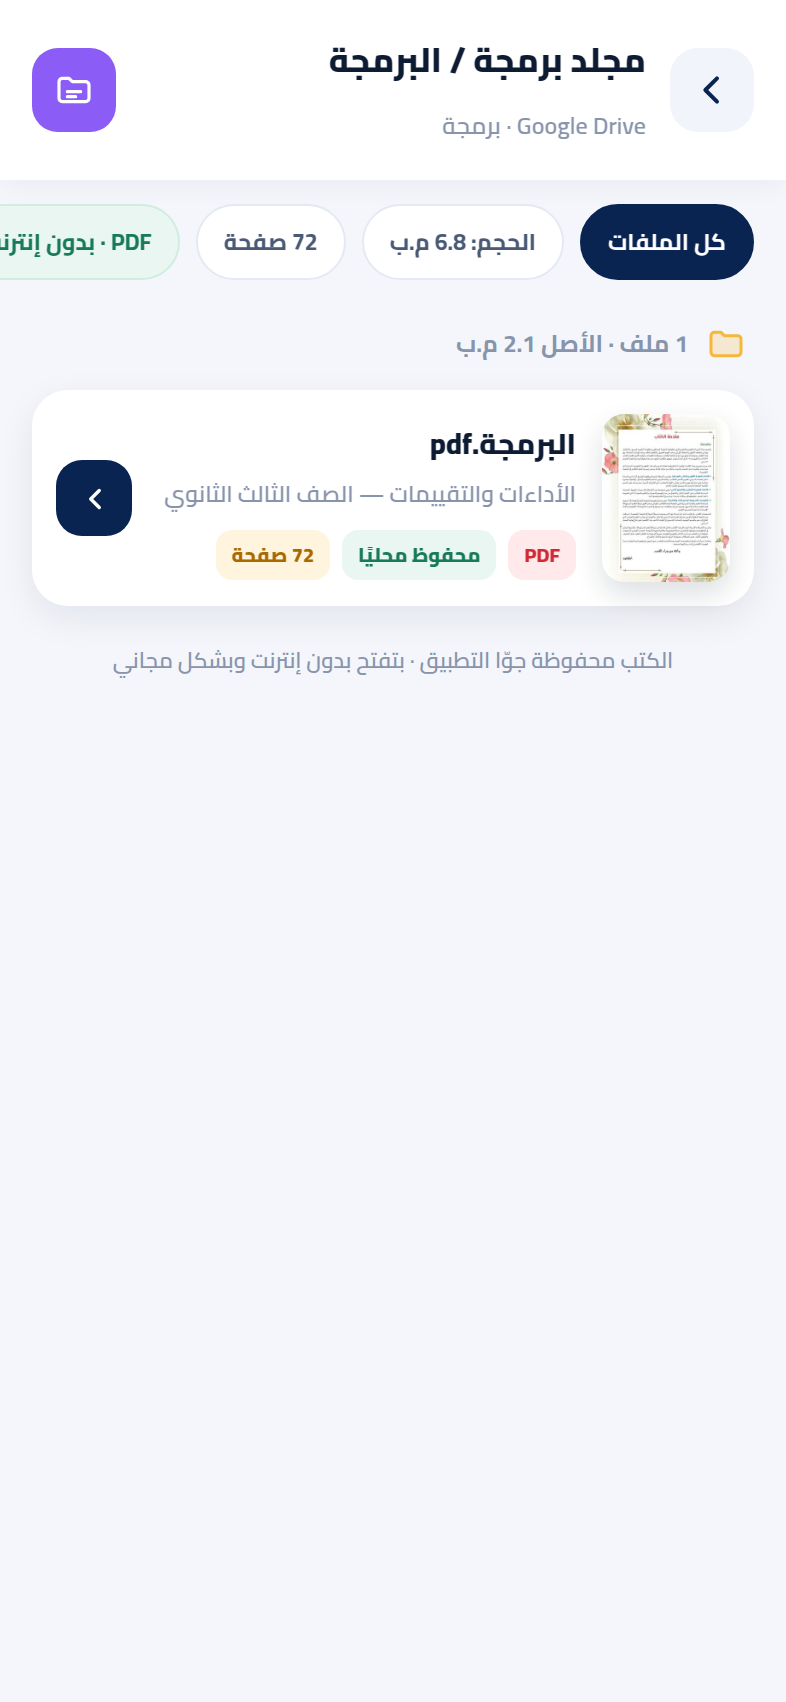 مجلد برمجة / البرمجة
Google Drive · برمجة
كل الملفات
الحجم: 6.8 م.ب
72 صفحة
PDF · بدون
1 ملف · الأصل 2.1 م.ب
البرمجة.pdf
الأداءات والتقييمات — الصف الثالث الثانوي
PDF
محفوظ محليًا
72 صفحة
الكتب محفوظة جوّا التطبيق · بتفتح بدون إنترنت وبشكل مجاني